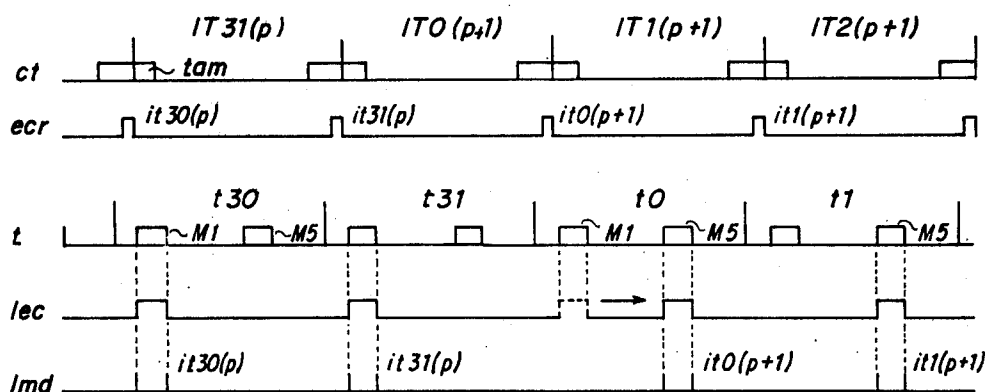 IT31(p) IT0(p+1) IT1(p+1) IT2(p+1)
ct tam
ecr it30(p) it31(p) it0(p+1) it1(p+1)
t30 t31 t0 t1
t M1 M5 M1 M5 M5
lec
lmd it30(p) it31(p) it0(p+1) it1(p+1)